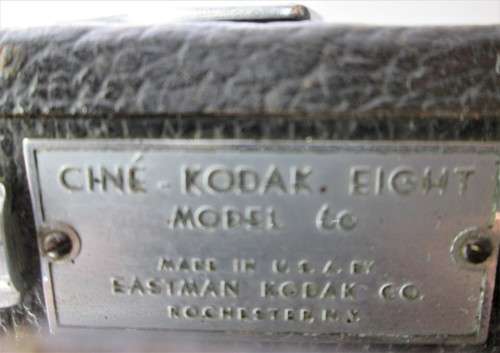 CINÉ-KODAK. EIGHT
MODEL 60
MADE IN U.S.A. BY
EASTMAN KODAK CO.
ROCHESTER, N.Y.